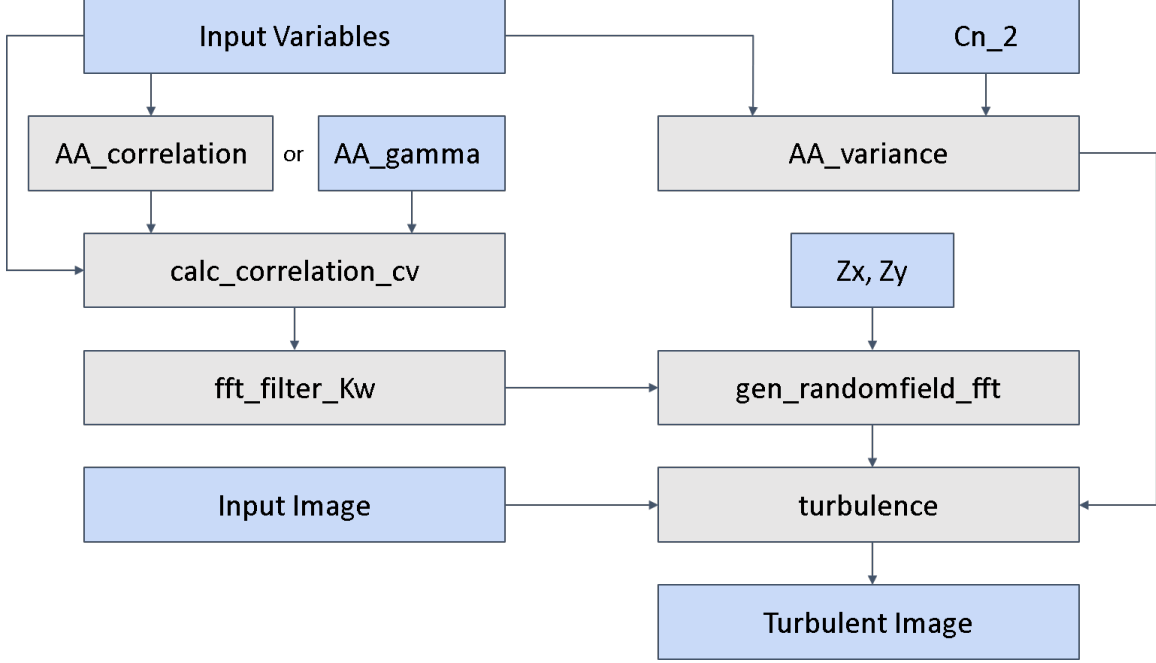 Input Variables
Cn_2
AA_correlation
or
AA_gamma
AA_variance
calc_correlation_cv
Zx, Zy
fft_filter_Kw
gen_randomfield_fft
Input Image
turbulence
Turbulent Image